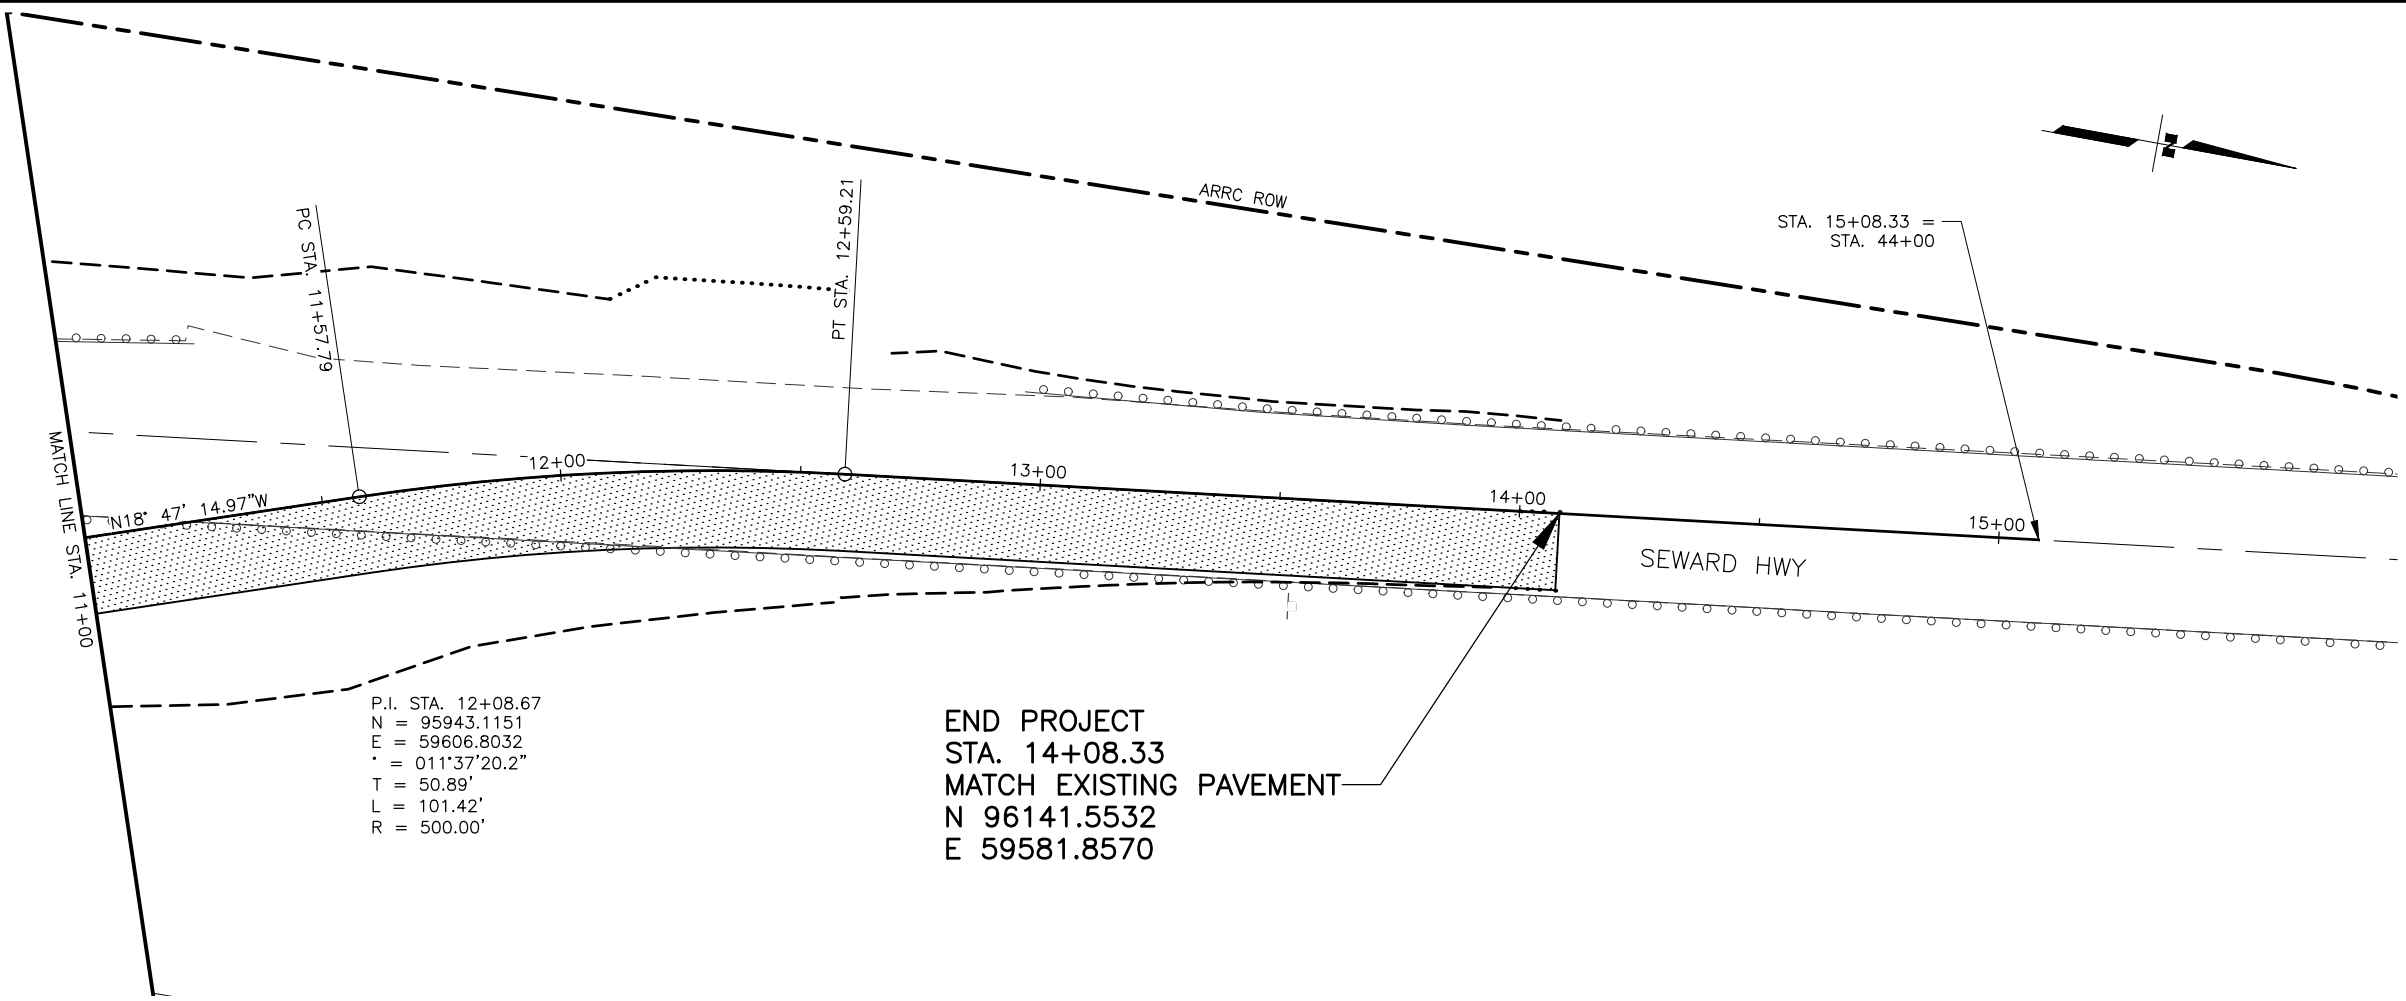 ARRC ROW
N
STA. 15+08.33 =
STA. 44+00
PC STA. 11+57.79
PT STA. 12+59.21
MATCH LINE STA. 11+00
N18° 47' 14.97"W
12+00
13+00
14+00
15+00
SEWARD HWY
P.I. STA. 12+08.67
N = 95943.1151
E = 59606.8032
° = 011°37'20.2"
T = 50.89'
L = 101.42'
R = 500.00'
END PROJECT
STA. 14+08.33
MATCH EXISTING PAVEMENT
N 96141.5532
E 59581.8570